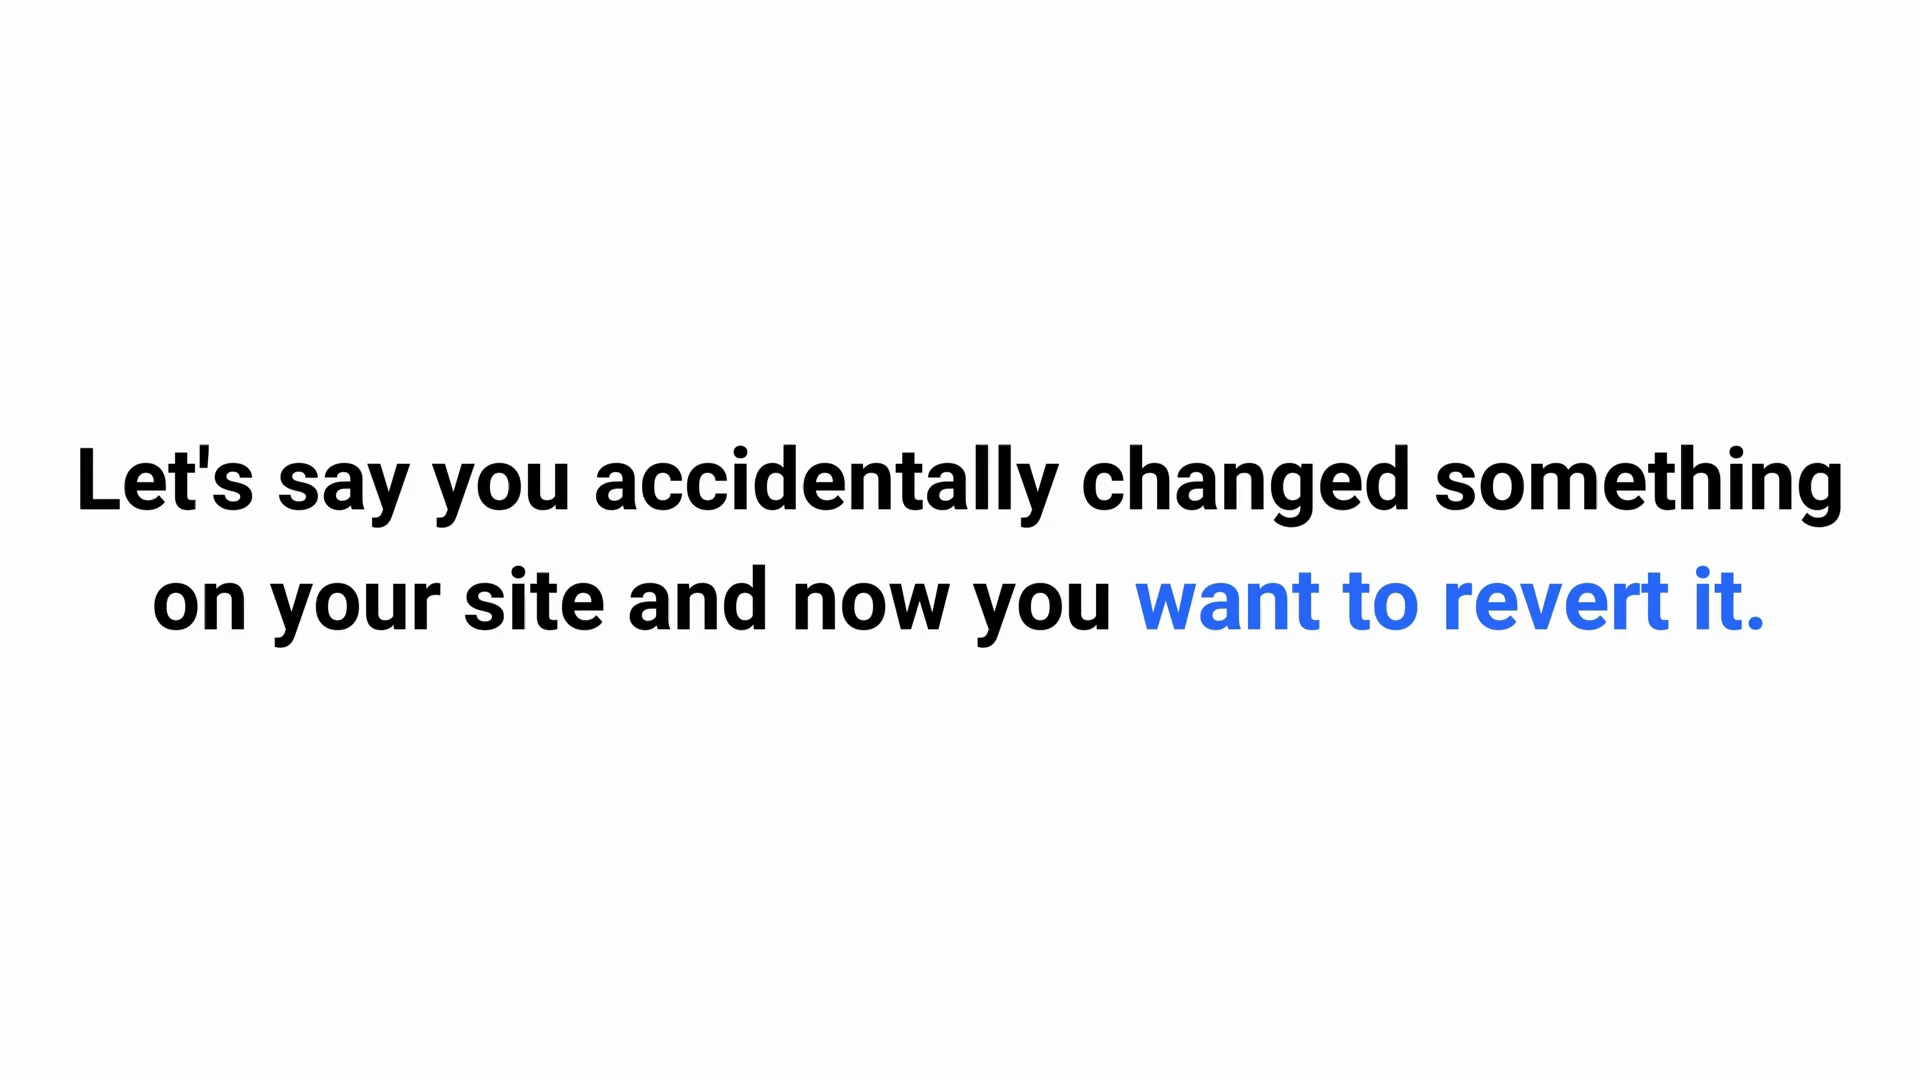 Let's say you accidentally changed something
on your site and now you want to revert it.